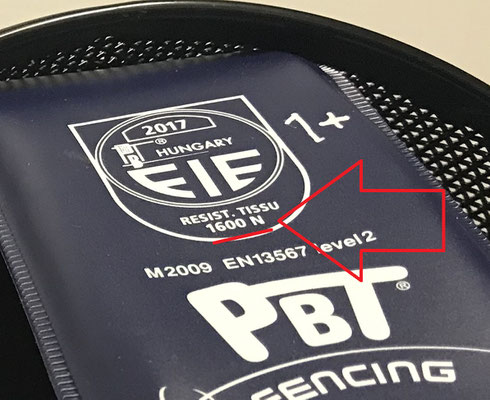 2017
HUNGARY
FIE
RESIST. TISSU
1600 N
1+
M2009 EN13567 level2
PBT®
FENCING